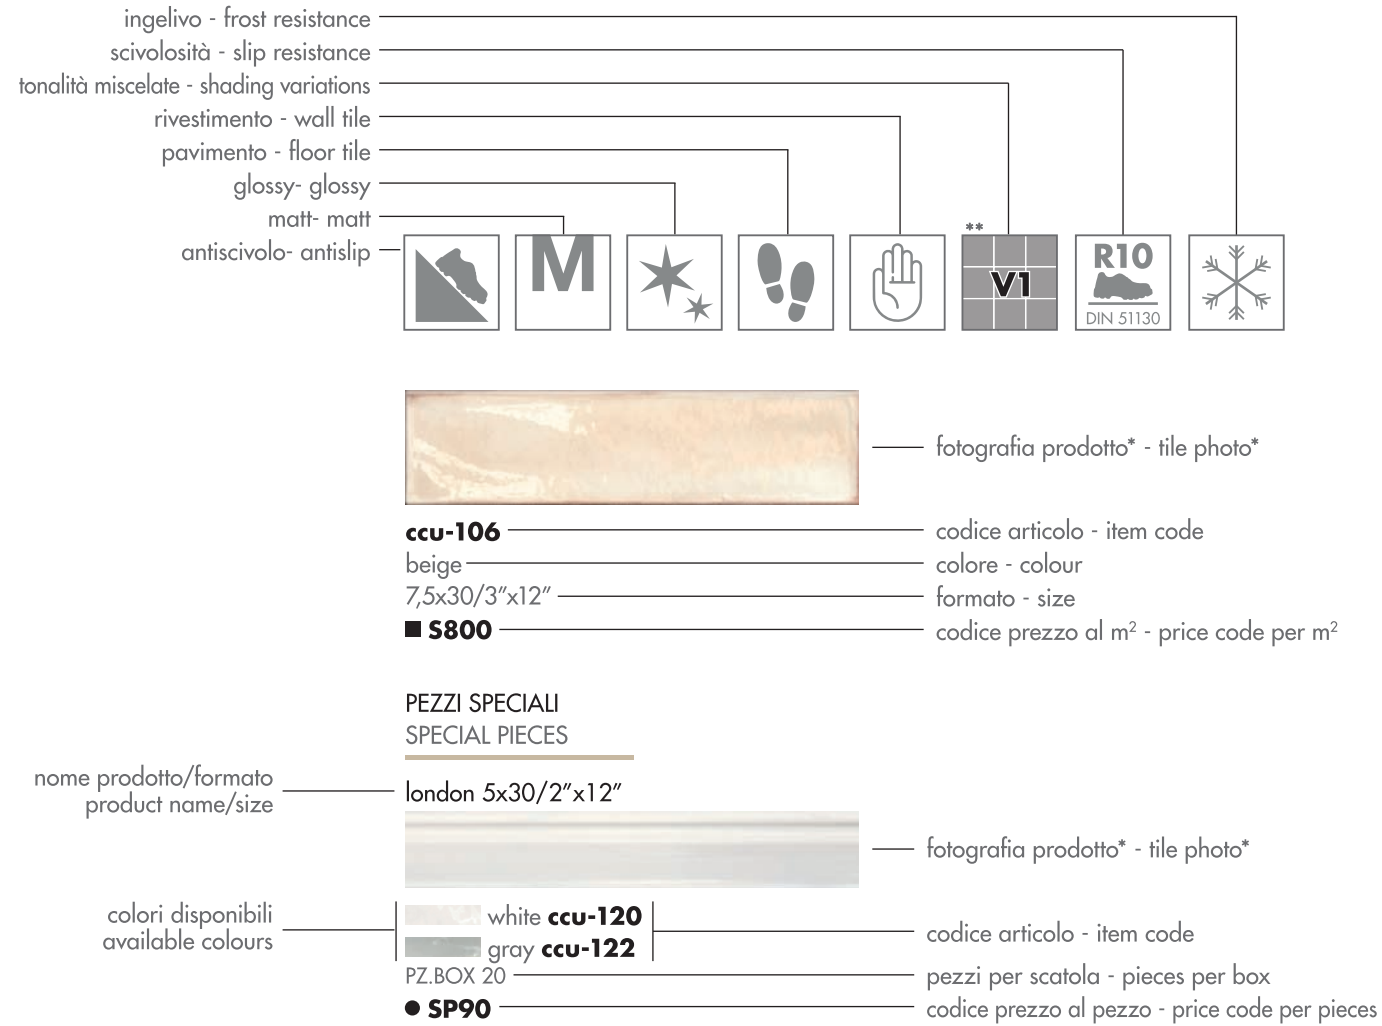 ingelivo - frost resistance
scivolosità - slip resistance
tonalità miscelate - shading variations
rivestimento - wall tile
pavimento - floor tile
glossy- glossy
matt- matt
antiscivolo- antislip
M
**
V1
R10
DIN 51130
fotografia prodotto* - tile photo*
ccu-106
codice articolo - item code
beige
colore - colour
7,5x30/3”x12”
formato - size
■ S800
codice prezzo al m² - price code per m²
PEZZI SPECIALI
SPECIAL PIECES
nome prodotto/formato
product name/size
london 5x30/2”x12”
fotografia prodotto* - tile photo*
colori disponibili
available colours
white ccu-120
gray ccu-122
codice articolo - item code
PZ.BOX 20
pezzi per scatola - pieces per box
● SP90
codice prezzo al pezzo - price code per pieces